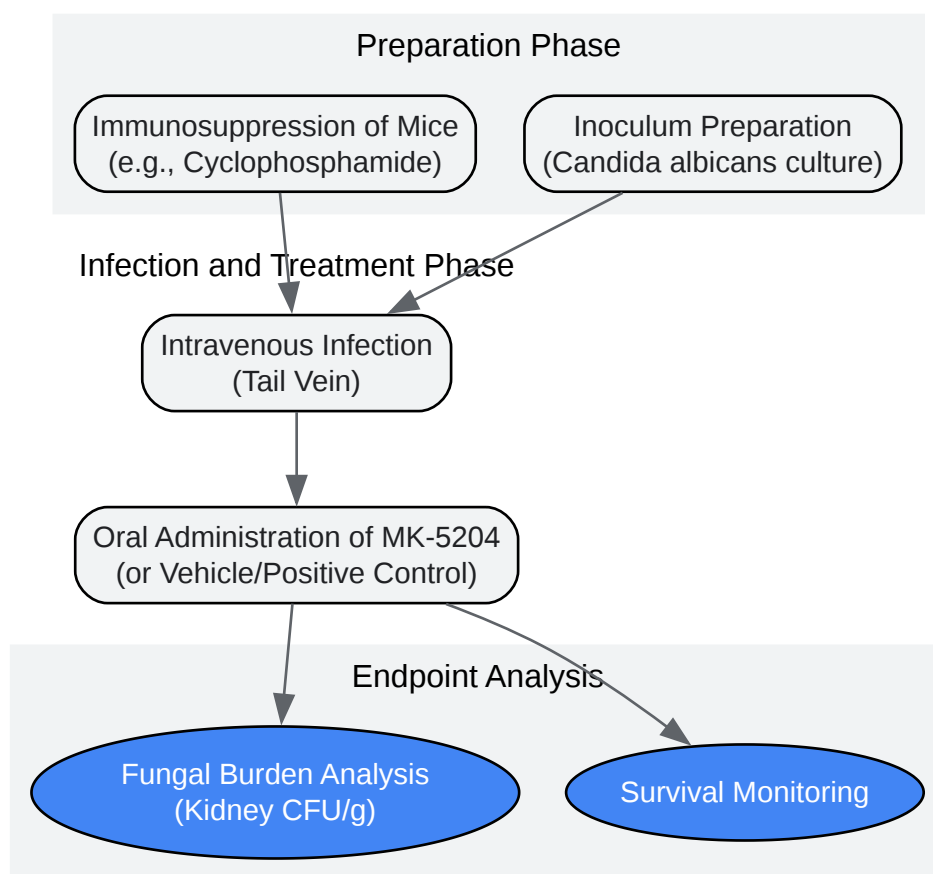 Preparation Phase
Immunosuppression of Mice
(e.g., Cyclophosphamide)
Inoculum Preparation
(Candida albicans culture)
Infection and Treatment Phase
Intravenous Infection
(Tail Vein)
Oral Administration of MK-5204
(or Vehicle/Positive Control)
Endpoint Analysis
Fungal Burden Analysis
(Kidney CFU/g)
Survival Monitoring